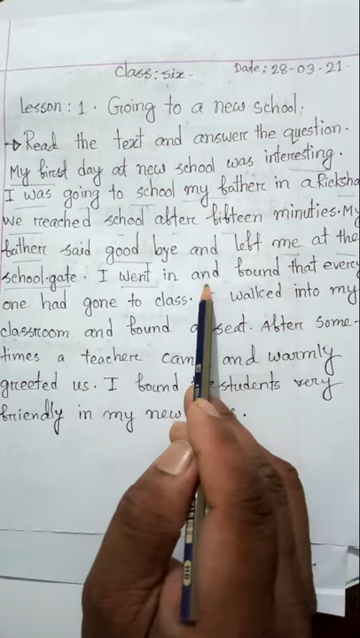 Class: six. Date: 28-03-21.
Lesson: 1. Going to a new school.
→ Read the text and answer the question.
My first day at new school was interesting.
I was going to school my father in a Ricksha
we reached school after fifteen minuties. My
father said good bye and left me at tha
school.gate. I went in and found that every
one had gone to class. walked into my
classroom and found a seat. After some
times a teacher cam and warmly
greeted us. I found students very
friendly in my new
HB